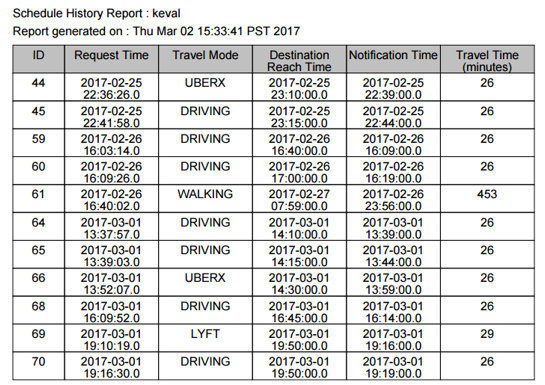 Schedule History Report : keval
Report generated on : Thu Mar 02 15:33:41 PST 2017
ID Request Time Travel Mode Destination Reach Time Notification Time Travel Time (minutes)
44 2017-02-25 22:36:26.0 UBERX 2017-02-25 23:10:00.0 2017-02-25 22:39:00.0 26
45 2017-02-25 22:41:58.0 DRIVING 2017-02-25 23:15:00.0 2017-02-25 22:44:00.0 26
59 2017-02-26 16:03:14.0 DRIVING 2017-02-26 16:40:00.0 2017-02-26 16:09:00.0 26
60 2017-02-26 16:09:26.0 DRIVING 2017-02-26 17:00:00.0 2017-02-26 16:19:00.0 26
61 2017-02-26 16:40:02.0 WALKING 2017-02-27 07:59:00.0 2017-02-26 23:56:00.0 453
64 2017-03-01 13:37:57.0 DRIVING 2017-03-01 14:10:00.0 2017-03-01 13:39:00.0 26
65 2017-03-01 13:39:03.0 DRIVING 2017-03-01 14:15:00.0 2017-03-01 13:44:00.0 26
66 2017-03-01 13:52:07.0 UBERX 2017-03-01 14:30:00.0 2017-03-01 13:59:00.0 26
68 2017-03-01 16:09:52.0 DRIVING 2017-03-01 16:45:00.0 2017-03-01 16:14:00.0 26
69 2017-03-01 19:10:19.0 LYFT 2017-03-01 19:50:00.0 2017-03-01 19:16:00.0 29
70 2017-03-01 19:16:30.0 DRIVING 2017-03-01 19:50:00.0 2017-03-01 19:19:00.0 26